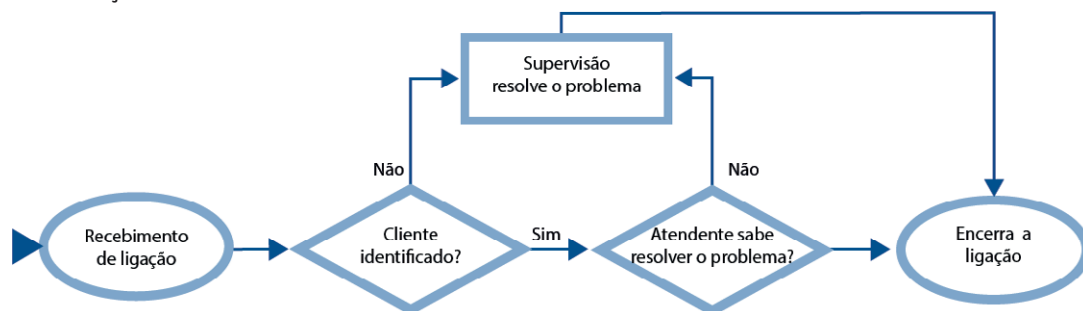 Supervisão
resolve o problema
Não
Não
Recebimento
de ligação
Cliente
identificado?
Sim
Atendente sabe
resolver o problema?
Encerra a
ligação